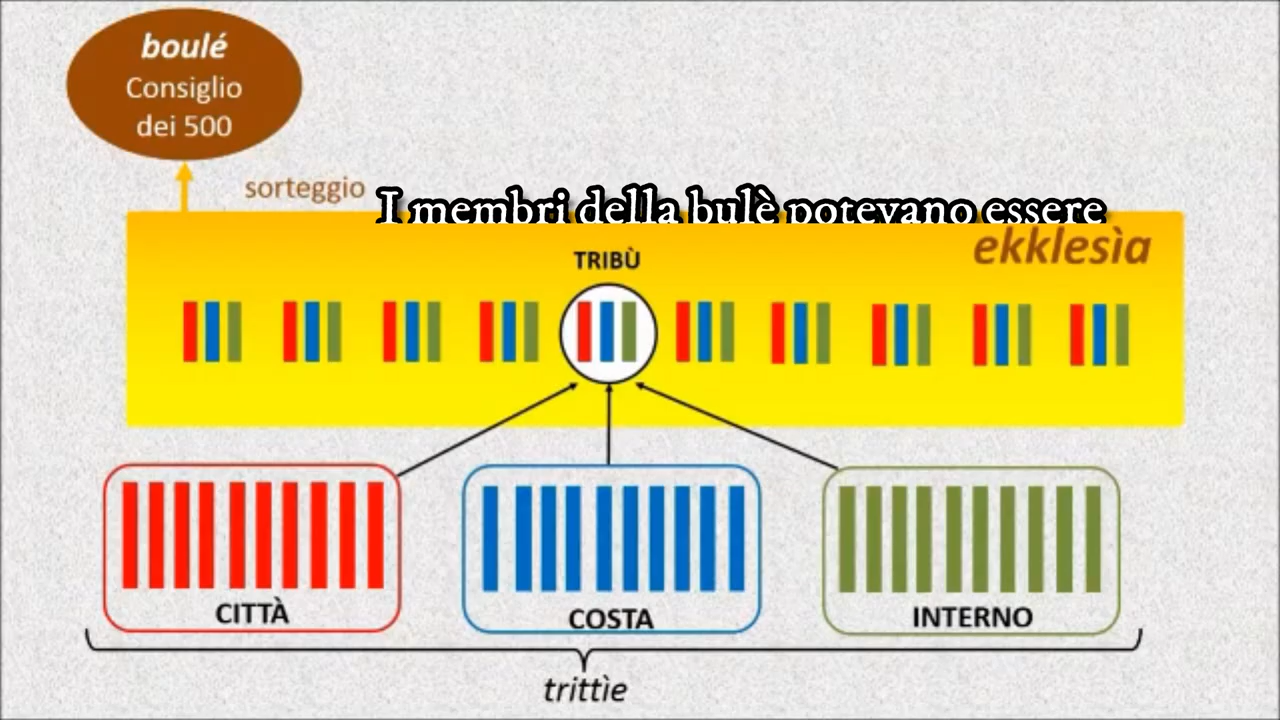 boulé
Consiglio
dei 500
sorteggio
I membri della bulè potevano essere
ekklesìa
TRIBÙ
CITTÀ
COSTA
INTERNO
trittìe